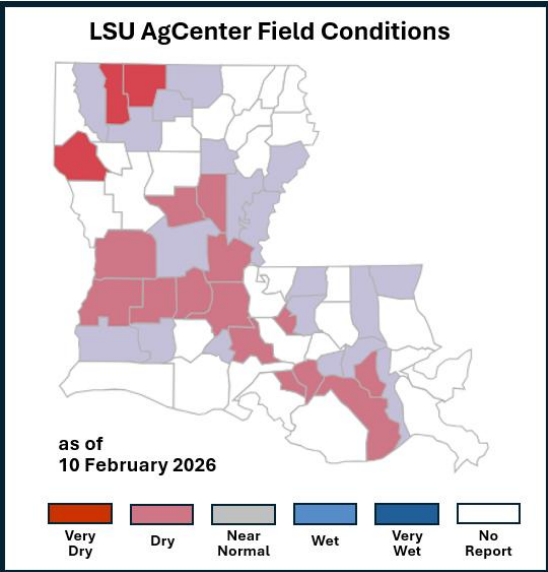 LSU AgCenter Field Conditions
as of
10 February 2026
Very
Dry
Dry
Near
Normal
Wet
Very
Wet
No
Report